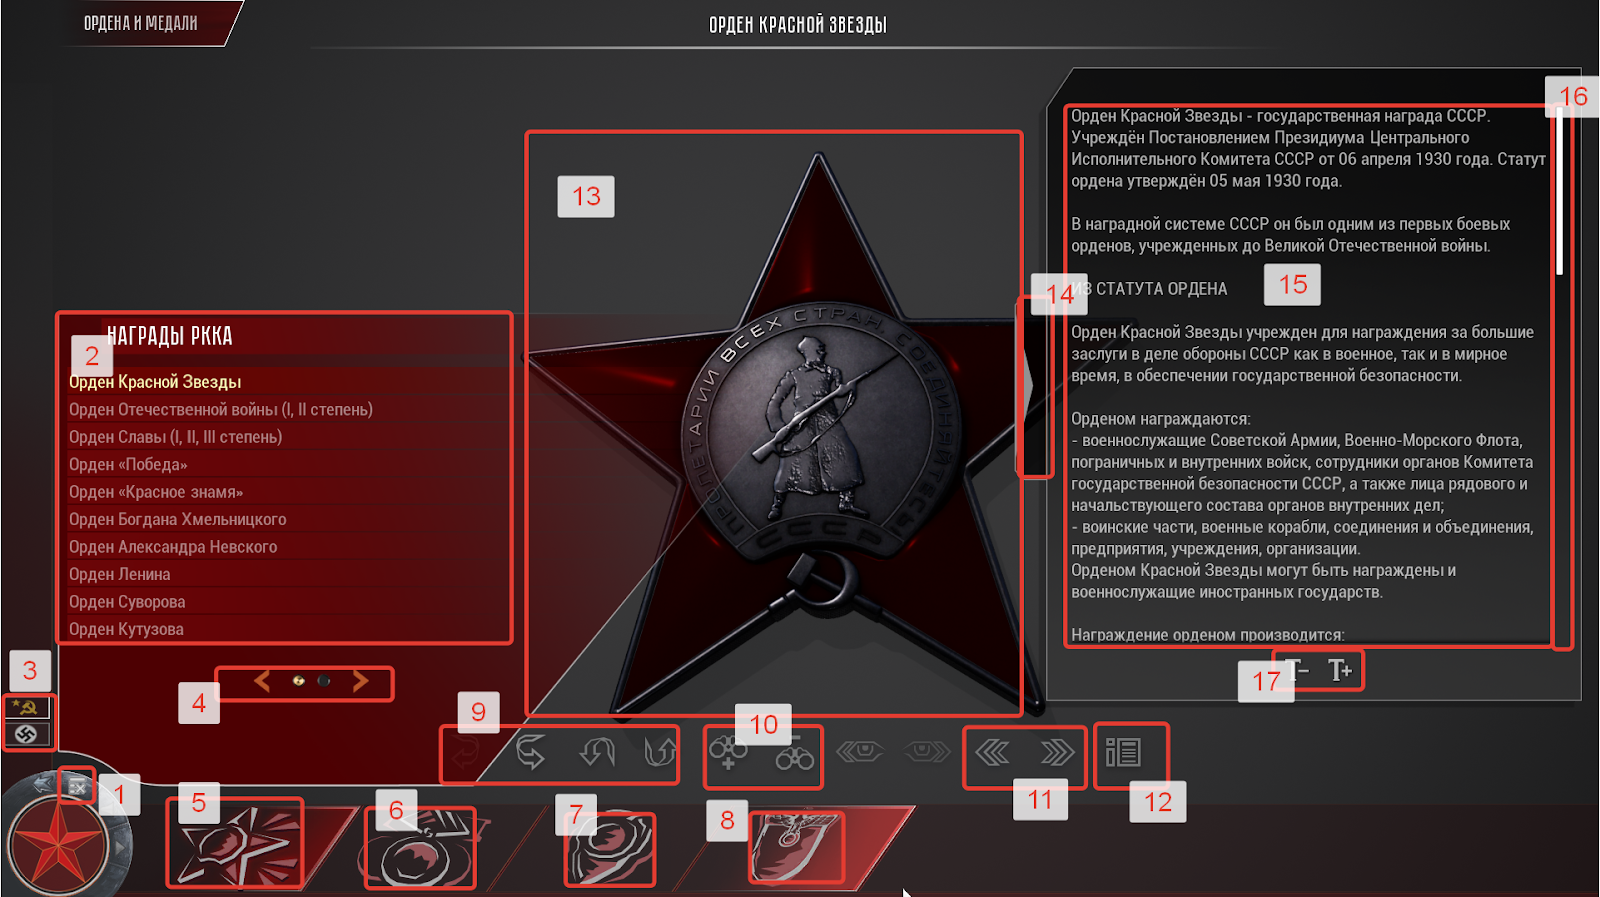 ОРДЕНА И МЕДАЛИ
ОРДЕН КРАСНОЙ ЗВЕЗДЫ
16
Орден Красной Звезды - государственная награда СССР.
Учреждён Постановлением Президиума Центрального
Исполнительного Комитета СССР от 06 апреля 1930 года. Статут
ордена утверждён 05 мая 1930 года.
В наградной системе СССР он был одним из первых боевых
орденов, учрежденных до Великой Отечественной войны.
14
ИЗ СТАТУТА ОРДЕНА
15
Орден Красной Звезды учрежден для награждения за большие
заслуги в деле обороны СССР как в военное, так и в мирное
время, в обеспечении государственной безопасности.
Орденом награждаются:
- военнослужащие Советской Армии, Военно-Морского Флота,
пограничных и внутренних войск, сотрудники органов Комитета
государственной безопасности СССР, а также лица рядового и
начальствующего состава органов внутренних дел;
- воинские части, военные корабли, соединения и объединения,
предприятия, учреждения, организации.
Орденом Красной Звезды могут быть награждены и
военнослужащие иностранных государств.
Награждение орденом производится:
17
T- T+
13
ПРОЛЕТАРИИ ВСЕХ СТРАН, СОЕДИНЯЙТЕСЬ!
СССР
НАГРАДЫ РККА
2
Орден Красной Звезды
Орден Отечественной войны (I, II степень)
Орден Славы (I, II, III степень)
Орден «Победа»
Орден «Красное знамя»
Орден Богдана Хмельницкого
Орден Александра Невского
Орден Ленина
Орден Суворова
Орден Кутузова
3
4
9
10
11
12
1
5
6
7
8